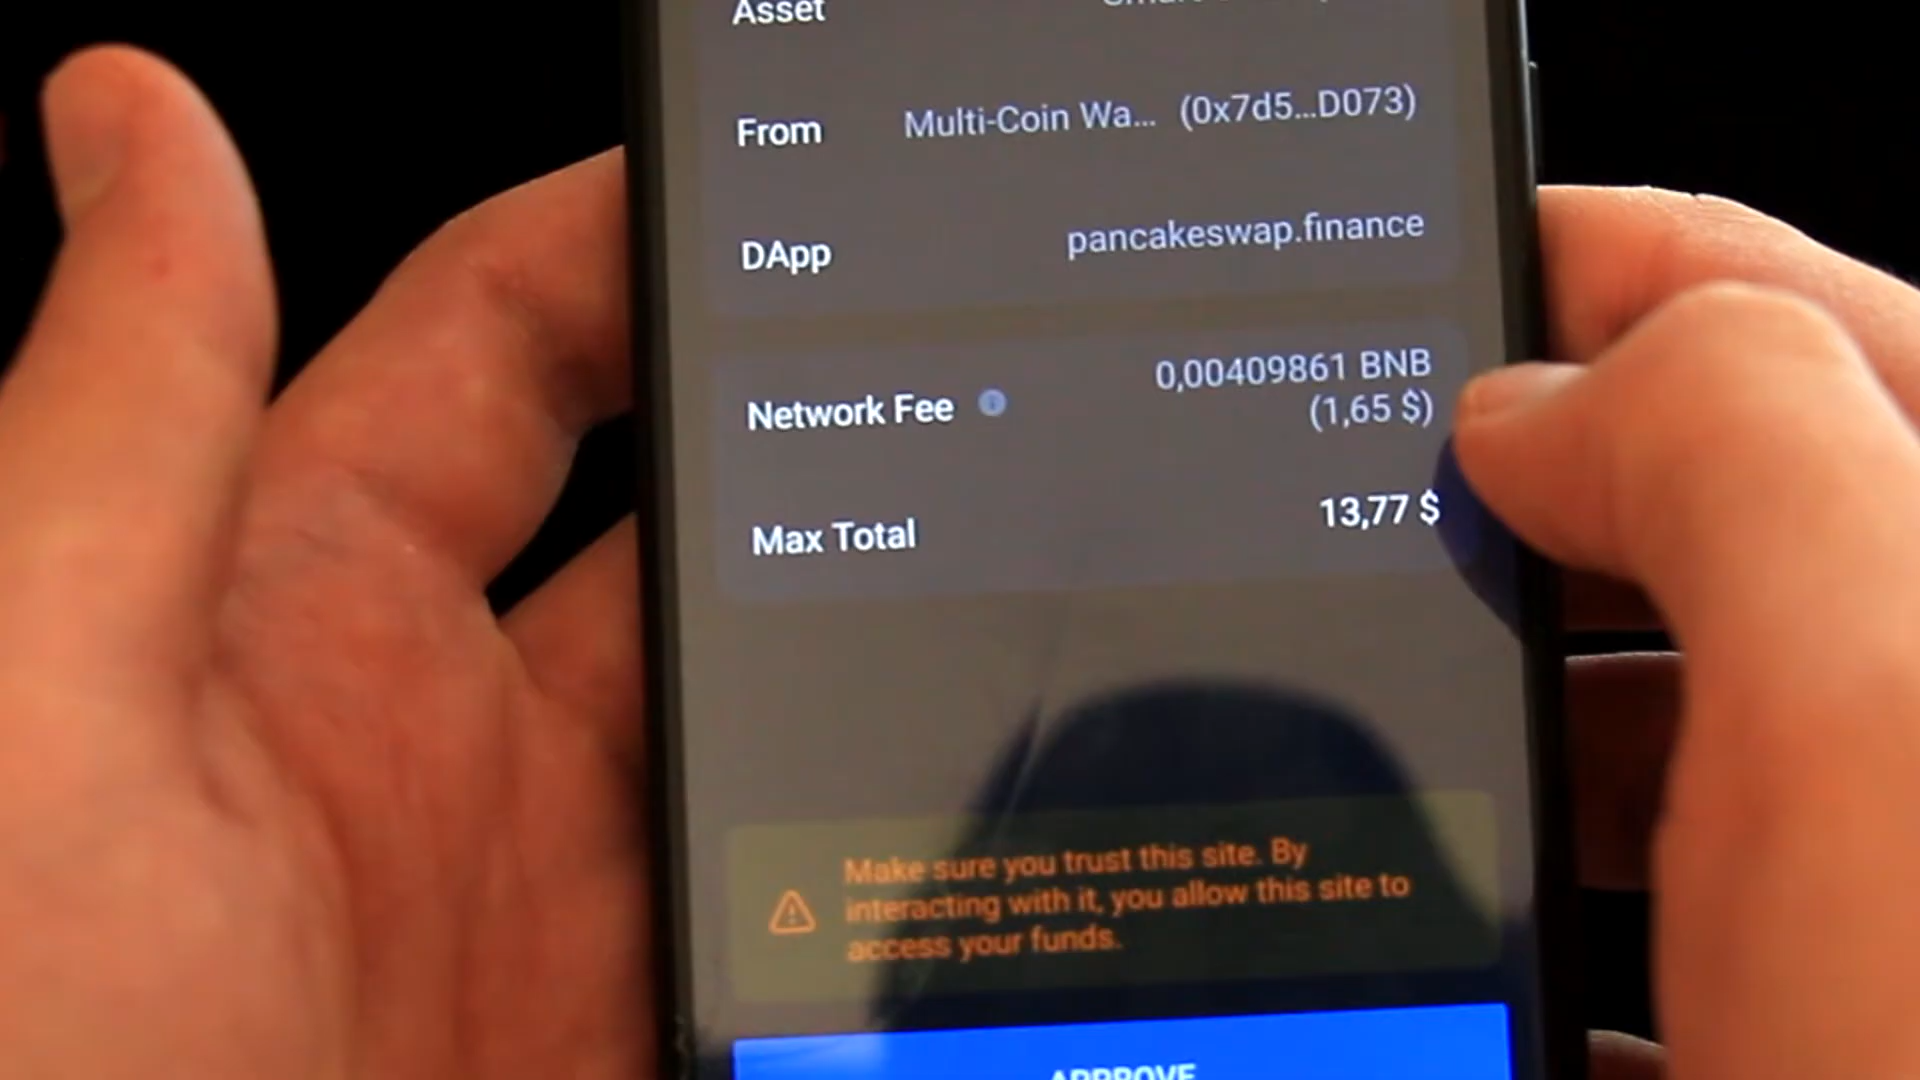 Asset
From Multi-Coin Wa... (0x7d5...D073)
DApp pancakeswap.finance
Network Fee 0,00409861 BNB
(1,65 $)
Max Total 13,77 $
Make sure you trust this site. By
interacting with it, you allow this site to
access your funds.
APPROVE